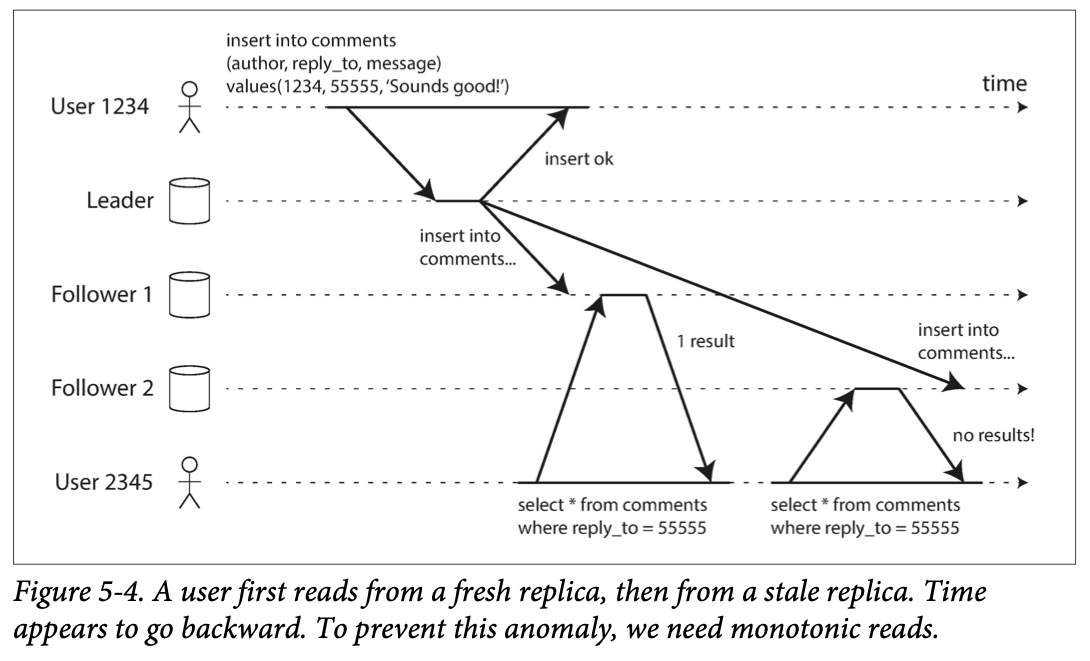 insert into comments
(author, reply_to, message)
values(1234, 55555, ‘Sounds good!’)
time
User 1234
insert ok
Leader
insert into
comments...
Follower 1
1 result
insert into
comments...
Follower 2
no results!
User 2345
select * from comments
where reply_to = 55555
select * from comments
where reply_to = 55555
Figure 5-4. A user first reads from a fresh replica, then from a stale replica. Time
appears to go backward. To prevent this anomaly, we need monotonic reads.